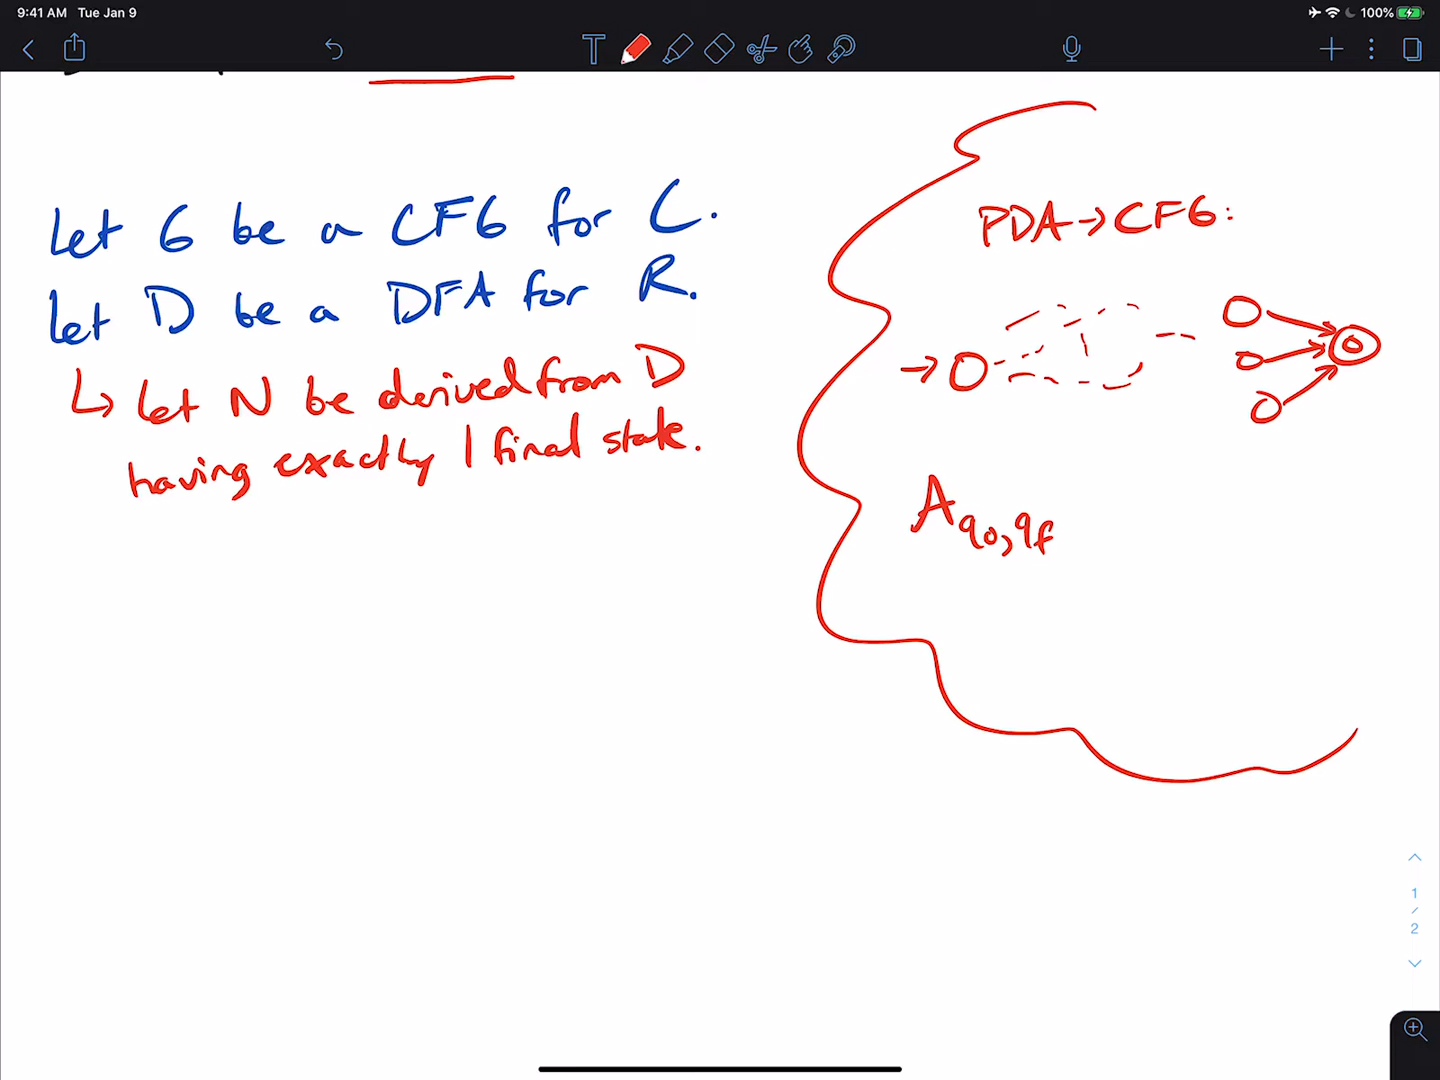 9:41 AM Tue Jan 9
100%
T
Let G be a CFG for C.
Let D be a DFA for R.
↳ Let N be derived from D
having exactly 1 final state.
PDA→CFG:
A q0,qf
1
/
2